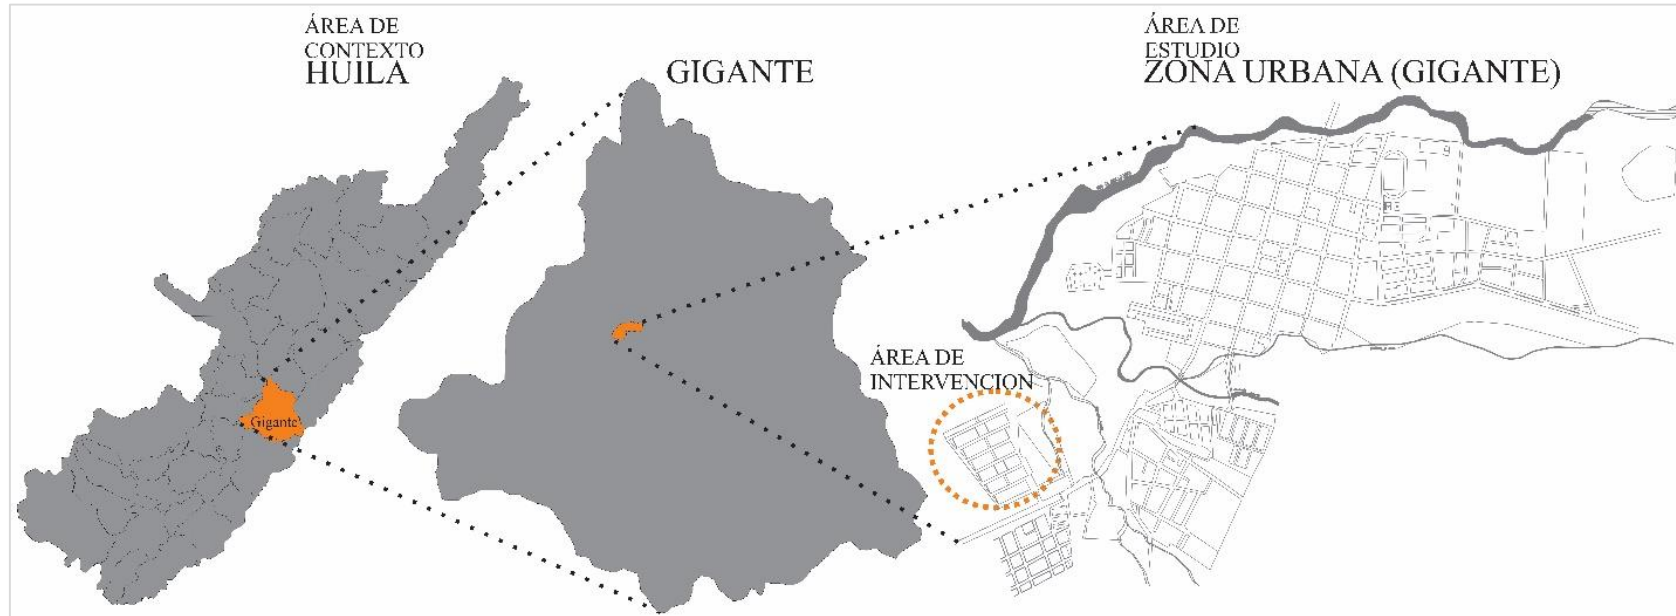 ÁREA DE
CONTEXTO
HUILA
GIGANTE
ÁREA DE
ESTUDIO
ZONA URBANA (GIGANTE)
ÁREA DE
INTERVENCION
Gigante